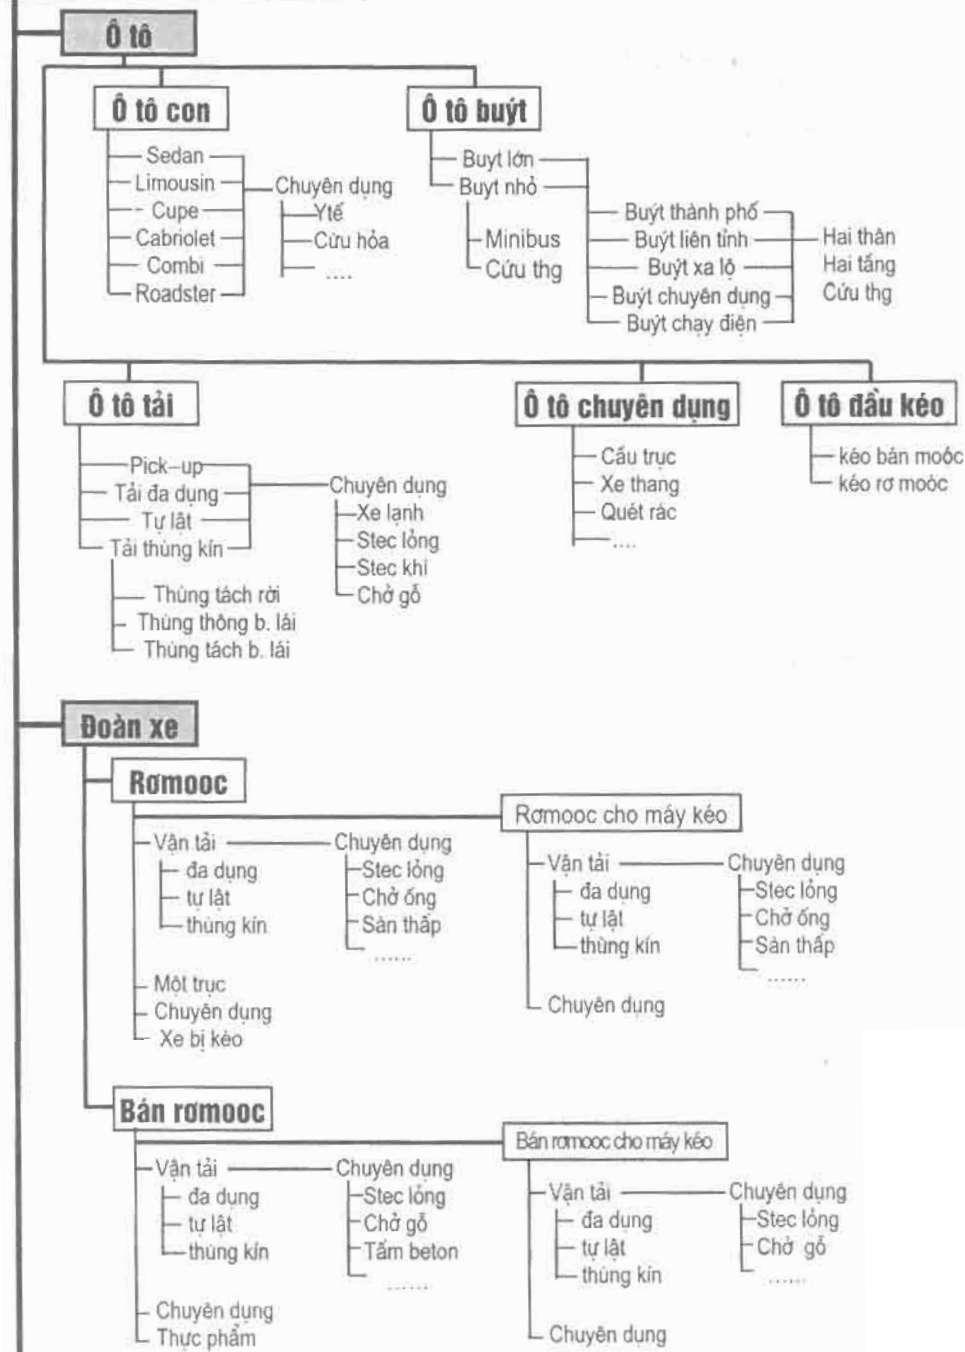 Ô tô
Ô tô con
Sedan
Limousin
Cupe
Cabriolet
Combi
Roadster
Chuyên dụng
Ytế
Cứu hỏa
....
Ô tô buýt
Buyt lớn
Buyt nhỏ
Minibus
Cứu thg
Buýt thành phố
Buýt liên tỉnh
Buýt xa lộ
Buýt chuyên dụng
Buýt chạy điện
Hai thân
Hai tầng
Cứu thg
Ô tô tải
Pick-up
Tải đa dụng
Tự lật
Tải thùng kín
Thùng tách rời
Thùng thông b. lái
Thùng tách b. lái
Chuyên dụng
Xe lạnh
Stec lỏng
Stec khí
Chở gỗ
Ô tô chuyên dụng
Cẩu trục
Xe thang
Quét rác
....
Ô tô đầu kéo
kéo bán moóc
kéo rơ moóc
Đoàn xe
Rơmooc
Vận tải
đa dụng
tự lật
thùng kín
Chuyên dụng
Stec lỏng
Chở ống
Sàn thấp
......
Một trục
Chuyên dụng
Xe bị kéo
Rơmooc cho máy kéo
Vận tải
đa dụng
tự lật
thùng kín
Chuyên dụng
Stec lỏng
Chở ống
Sàn thấp
......
Chuyên dụng
Bán rơmooc
Vận tải
đa dụng
tự lật
thùng kín
Chuyên dụng
Stec lỏng
Chở gỗ
Tấm beton
......
Chuyên dụng
Thực phẩm
Bán rơmooc cho máy kéo
Vận tải
đa dụng
tự lật
thùng kín
Chuyên dụng
Stec lỏng
Chở gỗ
......
Chuyên dụng